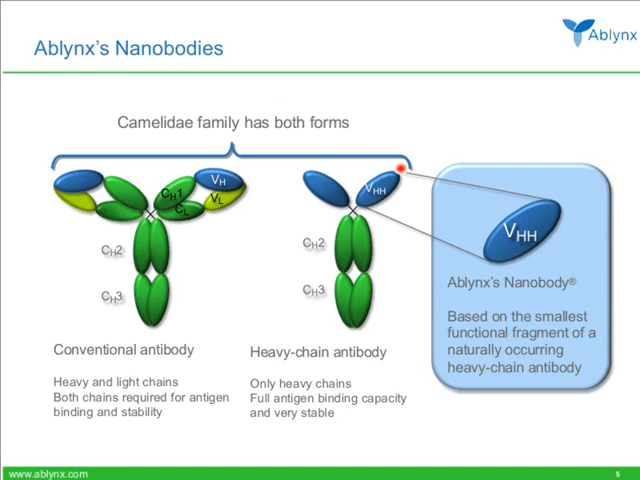 Ablynx's Nanobodies
Ablynx
Camelidae family has both forms
VH
VL
CH1
CL
CH2
CH3
VHH
CH2
CH3
VHH
Ablynx's Nanobody®
Based on the smallest
functional fragment of a
naturally occurring
heavy-chain antibody
Conventional antibody
Heavy and light chains
Both chains required for antigen
binding and stability
Heavy-chain antibody
Only heavy chains
Full antigen binding capacity
and very stable
www.ablynx.com
5